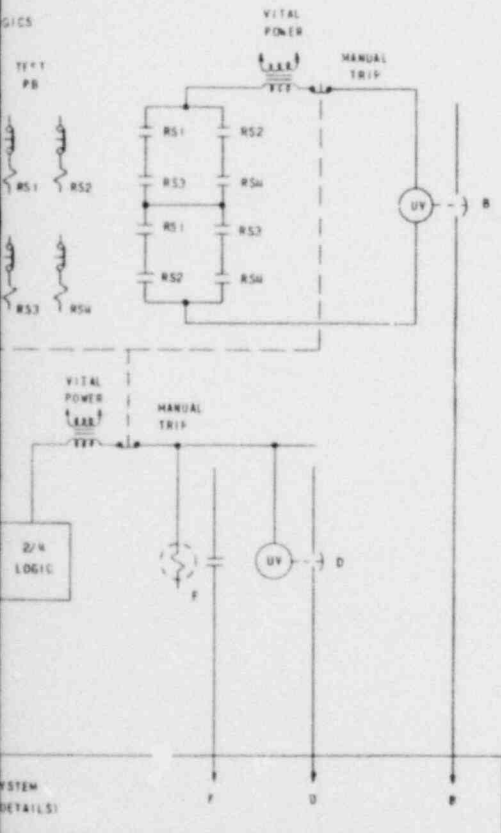 GICS
VITAL
POWER
TEST
PB
MANUAL
TRIP
RS1
RS2
RS1
RS2
RS3
RS4
RS1
RS3
RS2
RS4
RS3
RS4
UV
B
VITAL
POWER
MANUAL
TRIP
2/4
LOGIC
UV
D
YSTEM
DETAILS)
F
D
B